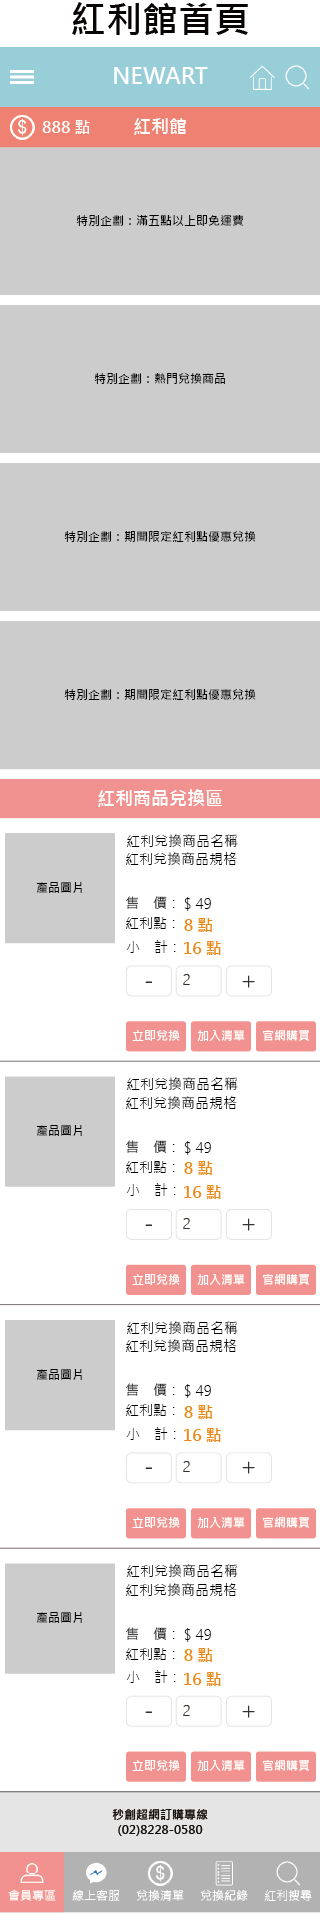 紅利館首頁
NEWART
888 點 紅利館
特別企劃：滿五點以上即免運費
特別企劃：熱門兌換商品
特別企劃：期間限定紅利點優惠兌換
特別企劃：期間限定紅利點優惠兌換
紅利商品兌換區
產品圖片
紅利兌換商品名稱
紅利兌換商品規格
售　價：$ 49
紅利點：8 點
小　計：16 點
- 2 +
立即兌換 加入清單 官網購買
產品圖片
紅利兌換商品名稱
紅利兌換商品規格
售　價：$ 49
紅利點：8 點
小　計：16 點
- 2 +
立即兌換 加入清單 官網購買
產品圖片
紅利兌換商品名稱
紅利兌換商品規格
售　價：$ 49
紅利點：8 點
小　計：16 點
- 2 +
立即兌換 加入清單 官網購買
產品圖片
紅利兌換商品名稱
紅利兌換商品規格
售　價：$ 49
紅利點：8 點
小　計：16 點
- 2 +
立即兌換 加入清單 官網購買
秒創超網訂購專線
(02)8228-0580
會員專區 線上客服 兌換清單 兌換紀錄 紅利搜尋